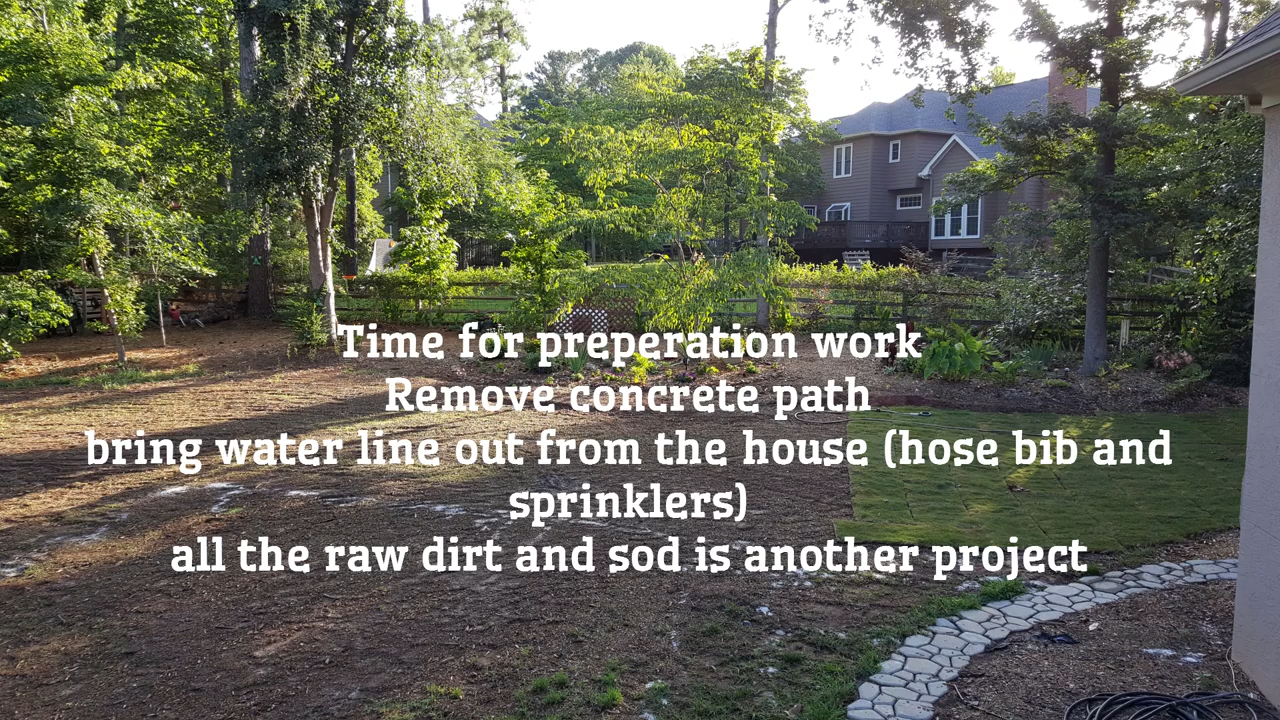 Time for preperation work
Remove concrete path
bring water line out from the house (hose bib and
sprinklers)
all the raw dirt and sod is another project